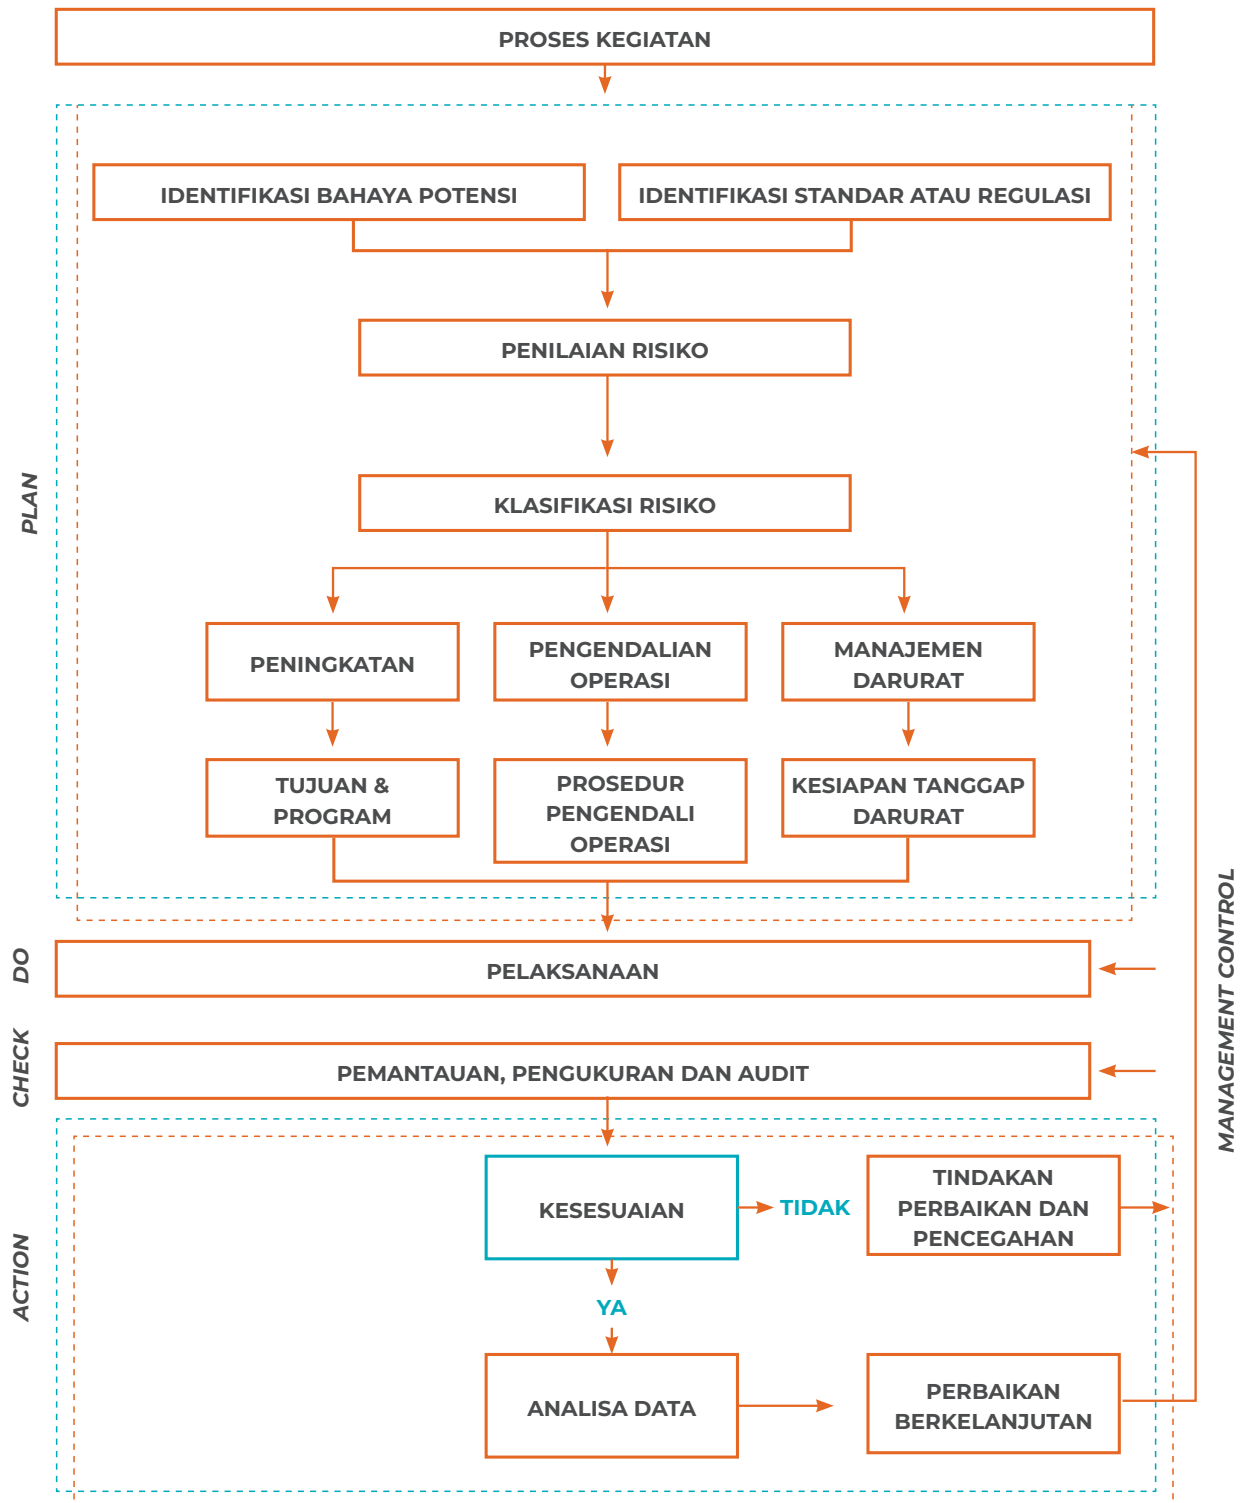 PROSES KEGIATAN
IDENTIFIKASI BAHAYA POTENSI
IDENTIFIKASI STANDAR ATAU REGULASI
PENILAIAN RISIKO
PLAN
KLASIFIKASI RISIKO
PENINGKATAN
PENGENDALIAN
OPERASI
MANAJEMEN
DARURAT
TUJUAN &
PROGRAM
PROSEDUR
PENGENDALI
OPERASI
KESIAPAN TANGGAP
DARURAT
MANAGEMENT CONTROL
DO
PELAKSANAAN
CHECK
PEMANTAUAN, PENGUKURAN DAN AUDIT
ACTION
KESESUAIAN
TIDAK
TINDAKAN
PERBAIKAN DAN
PENCEGAHAN
YA
ANALISA DATA
PERBAIKAN
BERKELANJUTAN